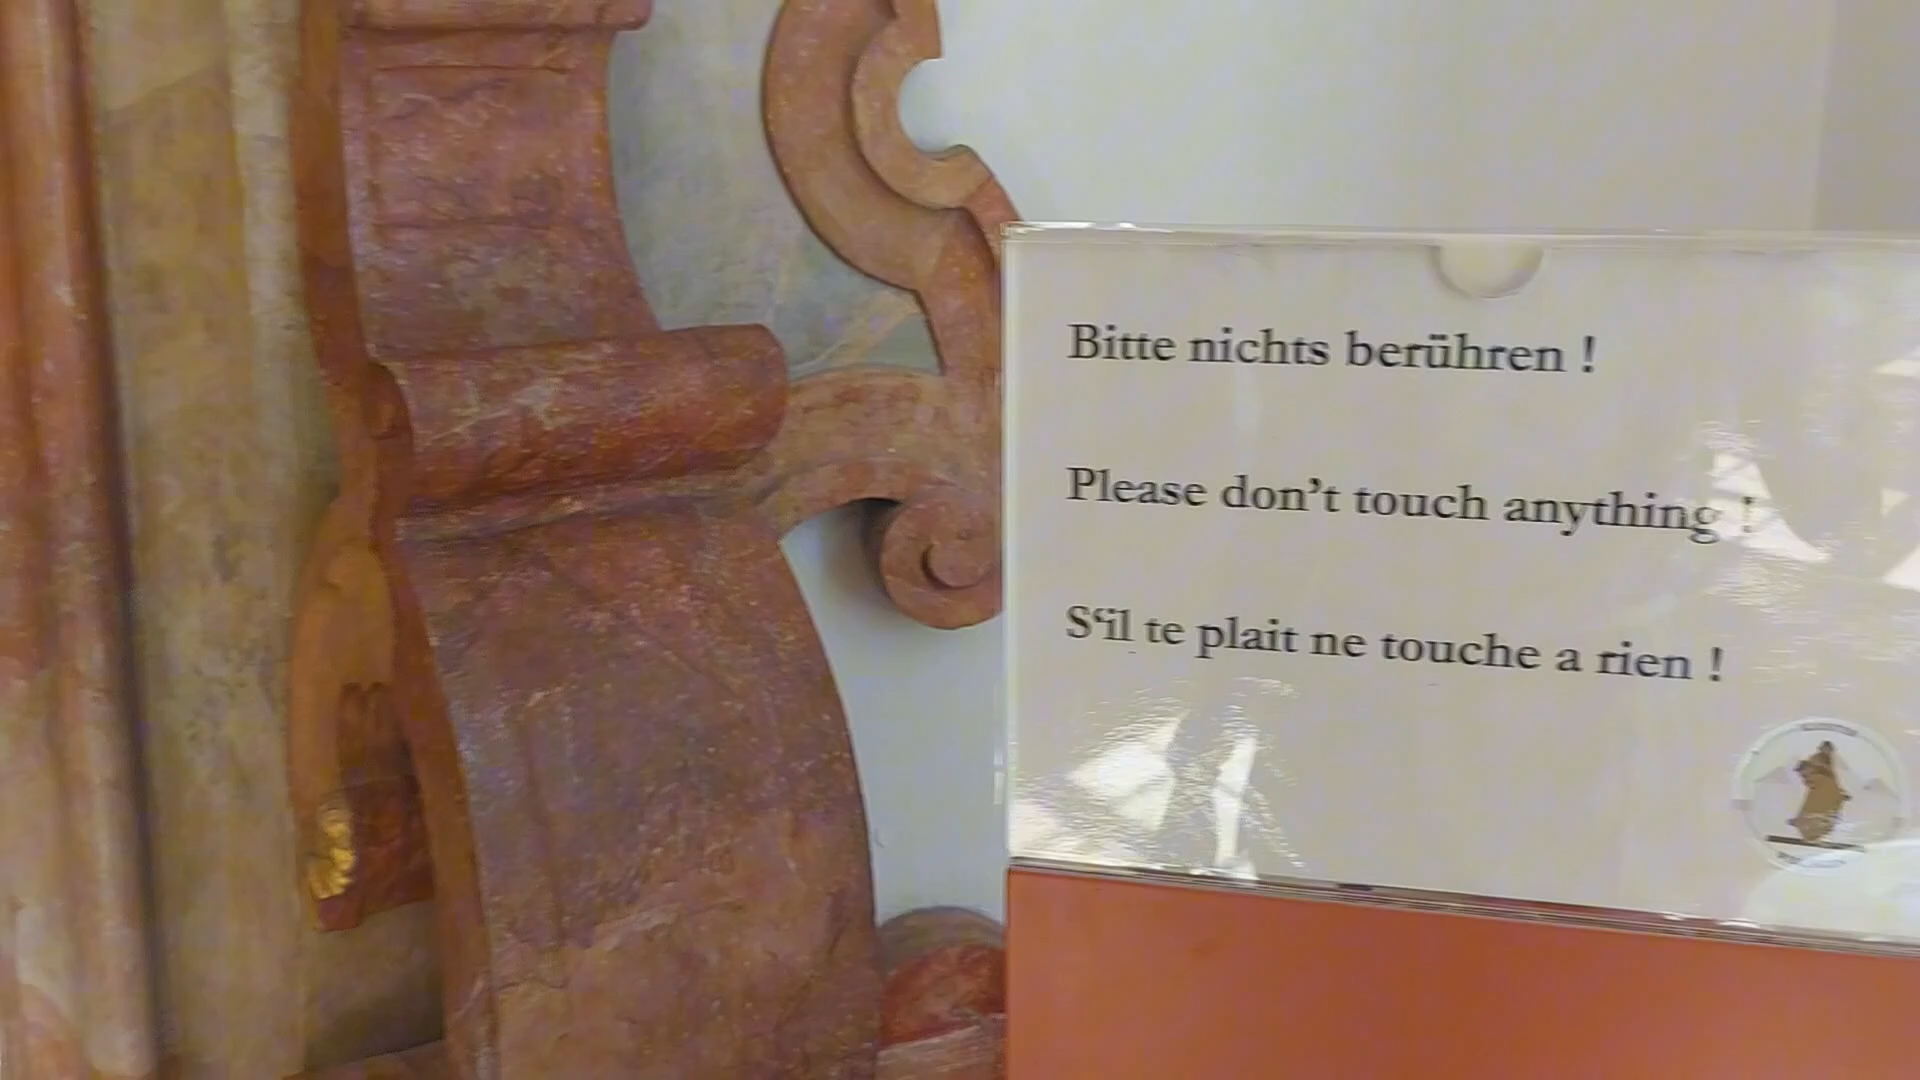 Bitte nichts berühren !
Please don’t touch anything !
S‘il te plait ne touche a rien !